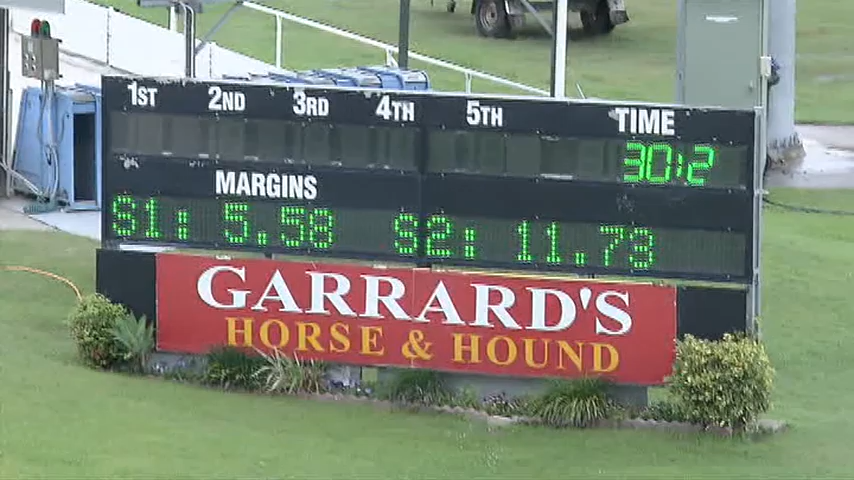 1ST 2ND 3RD 4TH 5TH TIME
30:2
MARGINS
S1: 5.58 S2: 11.73
GARRARD'S
HORSE & HOUND